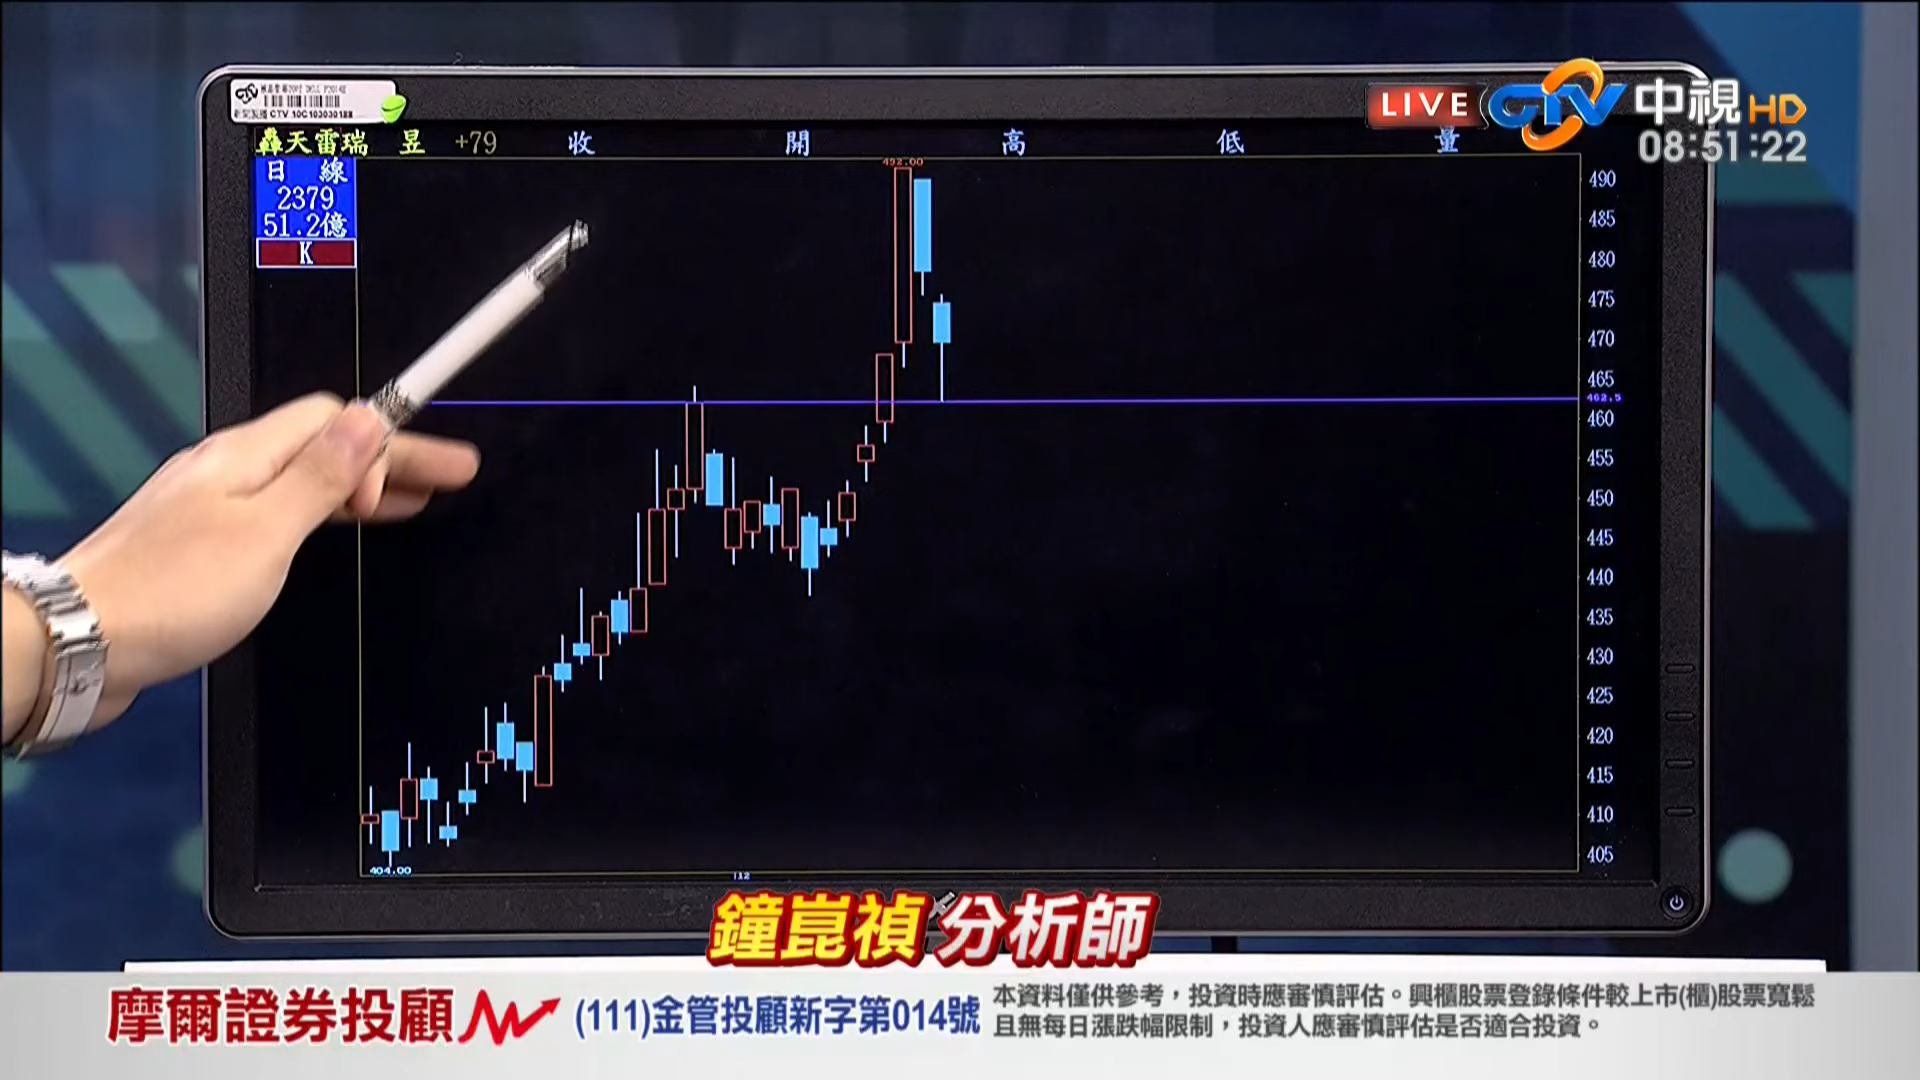 LIVE CTV 中視 HD
08:51:22
CTV 10C103030188
轟天雷瑞 昱 +79 收 開 高 低 量
日 線
2379
51.2億
K
492.00
490
485
480
475
470
465
462.5
460
455
450
445
440
435
430
425
420
415
410
405
404.00
12
鐘崑禎 分析師
摩爾證券投顧
(111)金管投顧新字第014號
本資料僅供參考，投資時應審慎評估。興櫃股票登錄條件較上市(櫃)股票寬鬆
且無每日漲跌幅限制，投資人應審慎評估是否適合投資。